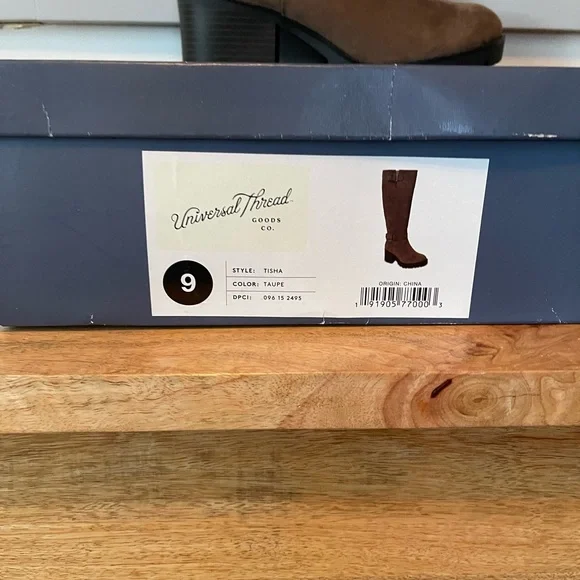 Universal Thread
GOODS
CO.
9
STYLE: TISHA
COLOR: TAUPE
DPCI: 096 15 2495
ORIGIN: CHINA
1 91905 77000 3